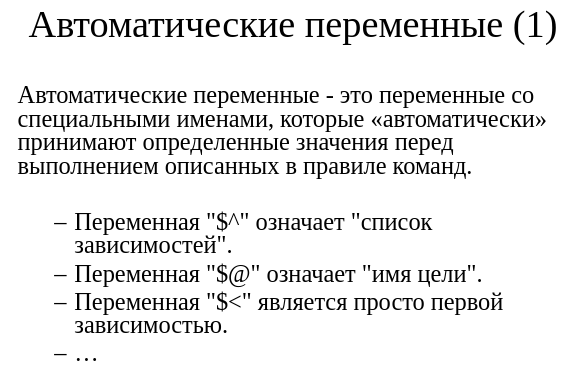 Автоматические переменные (1)
Автоматические переменные - это переменные со
специальными именами, которые «автоматически»
принимают определенные значения перед
выполнением описанных в правиле команд.
– Переменная "$^" означает "список
зависимостей".
– Переменная "$@" означает "имя цели".
– Переменная "$<" является просто первой
зависимостью.
– …